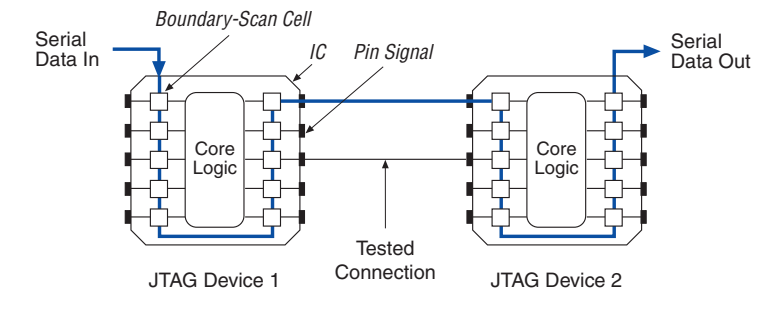 Boundary-Scan Cell
Serial
Data In
IC
Pin Signal
Serial
Data Out
Core
Logic
Core
Logic
Tested
Connection
JTAG Device 1
JTAG Device 2